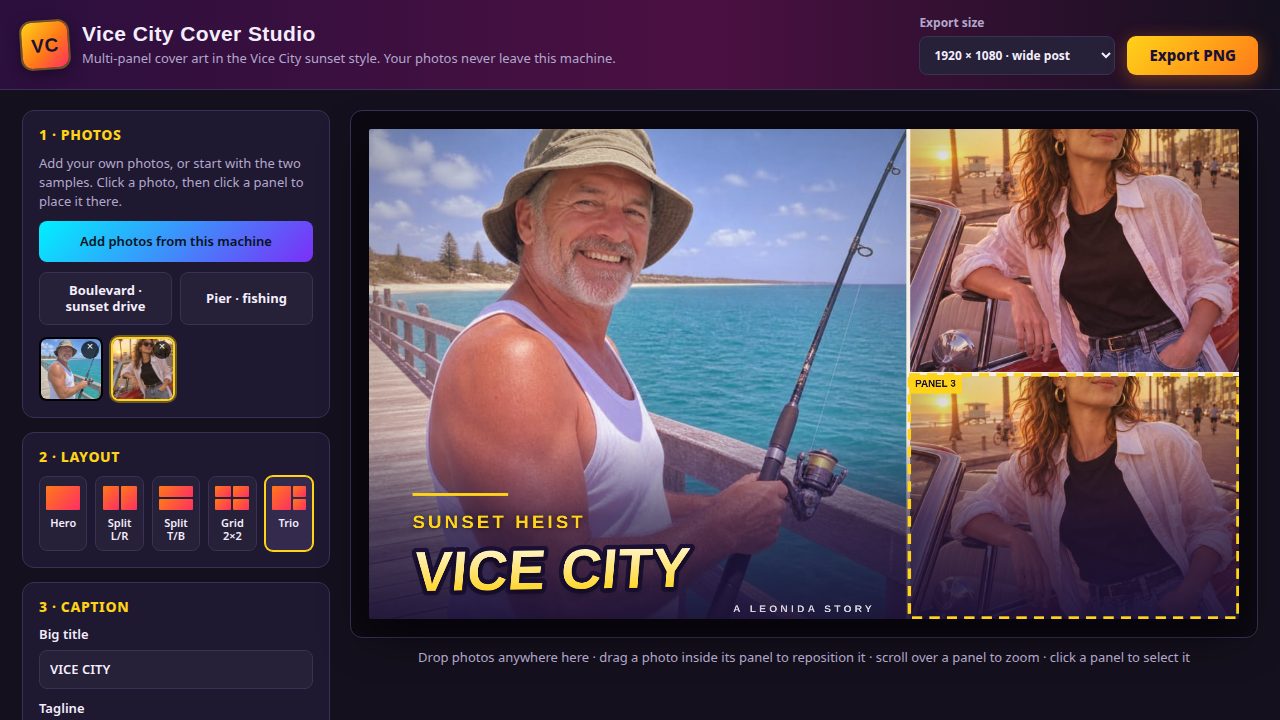 VC
Vice City Cover Studio
Multi-panel cover art in the Vice City sunset style. Your photos never leave this machine.
Export size
1920 × 1080 · wide post
Export PNG
1 · PHOTOS
Add your own photos, or start with the two
samples. Click a photo, then click a panel to
place it there.
Add photos from this machine
Boulevard ·
sunset drive
Pier · fishing
×
×
2 · LAYOUT
Hero
Split
L/R
Split
T/B
Grid
2×2
Trio
3 · CAPTION
Big title
VICE CITY
Tagline
PANEL 3
SUNSET HEIST
VICE CITY
A LEONIDA STORY
Drop photos anywhere here · drag a photo inside its panel to reposition it · scroll over a panel to zoom · click a panel to select it